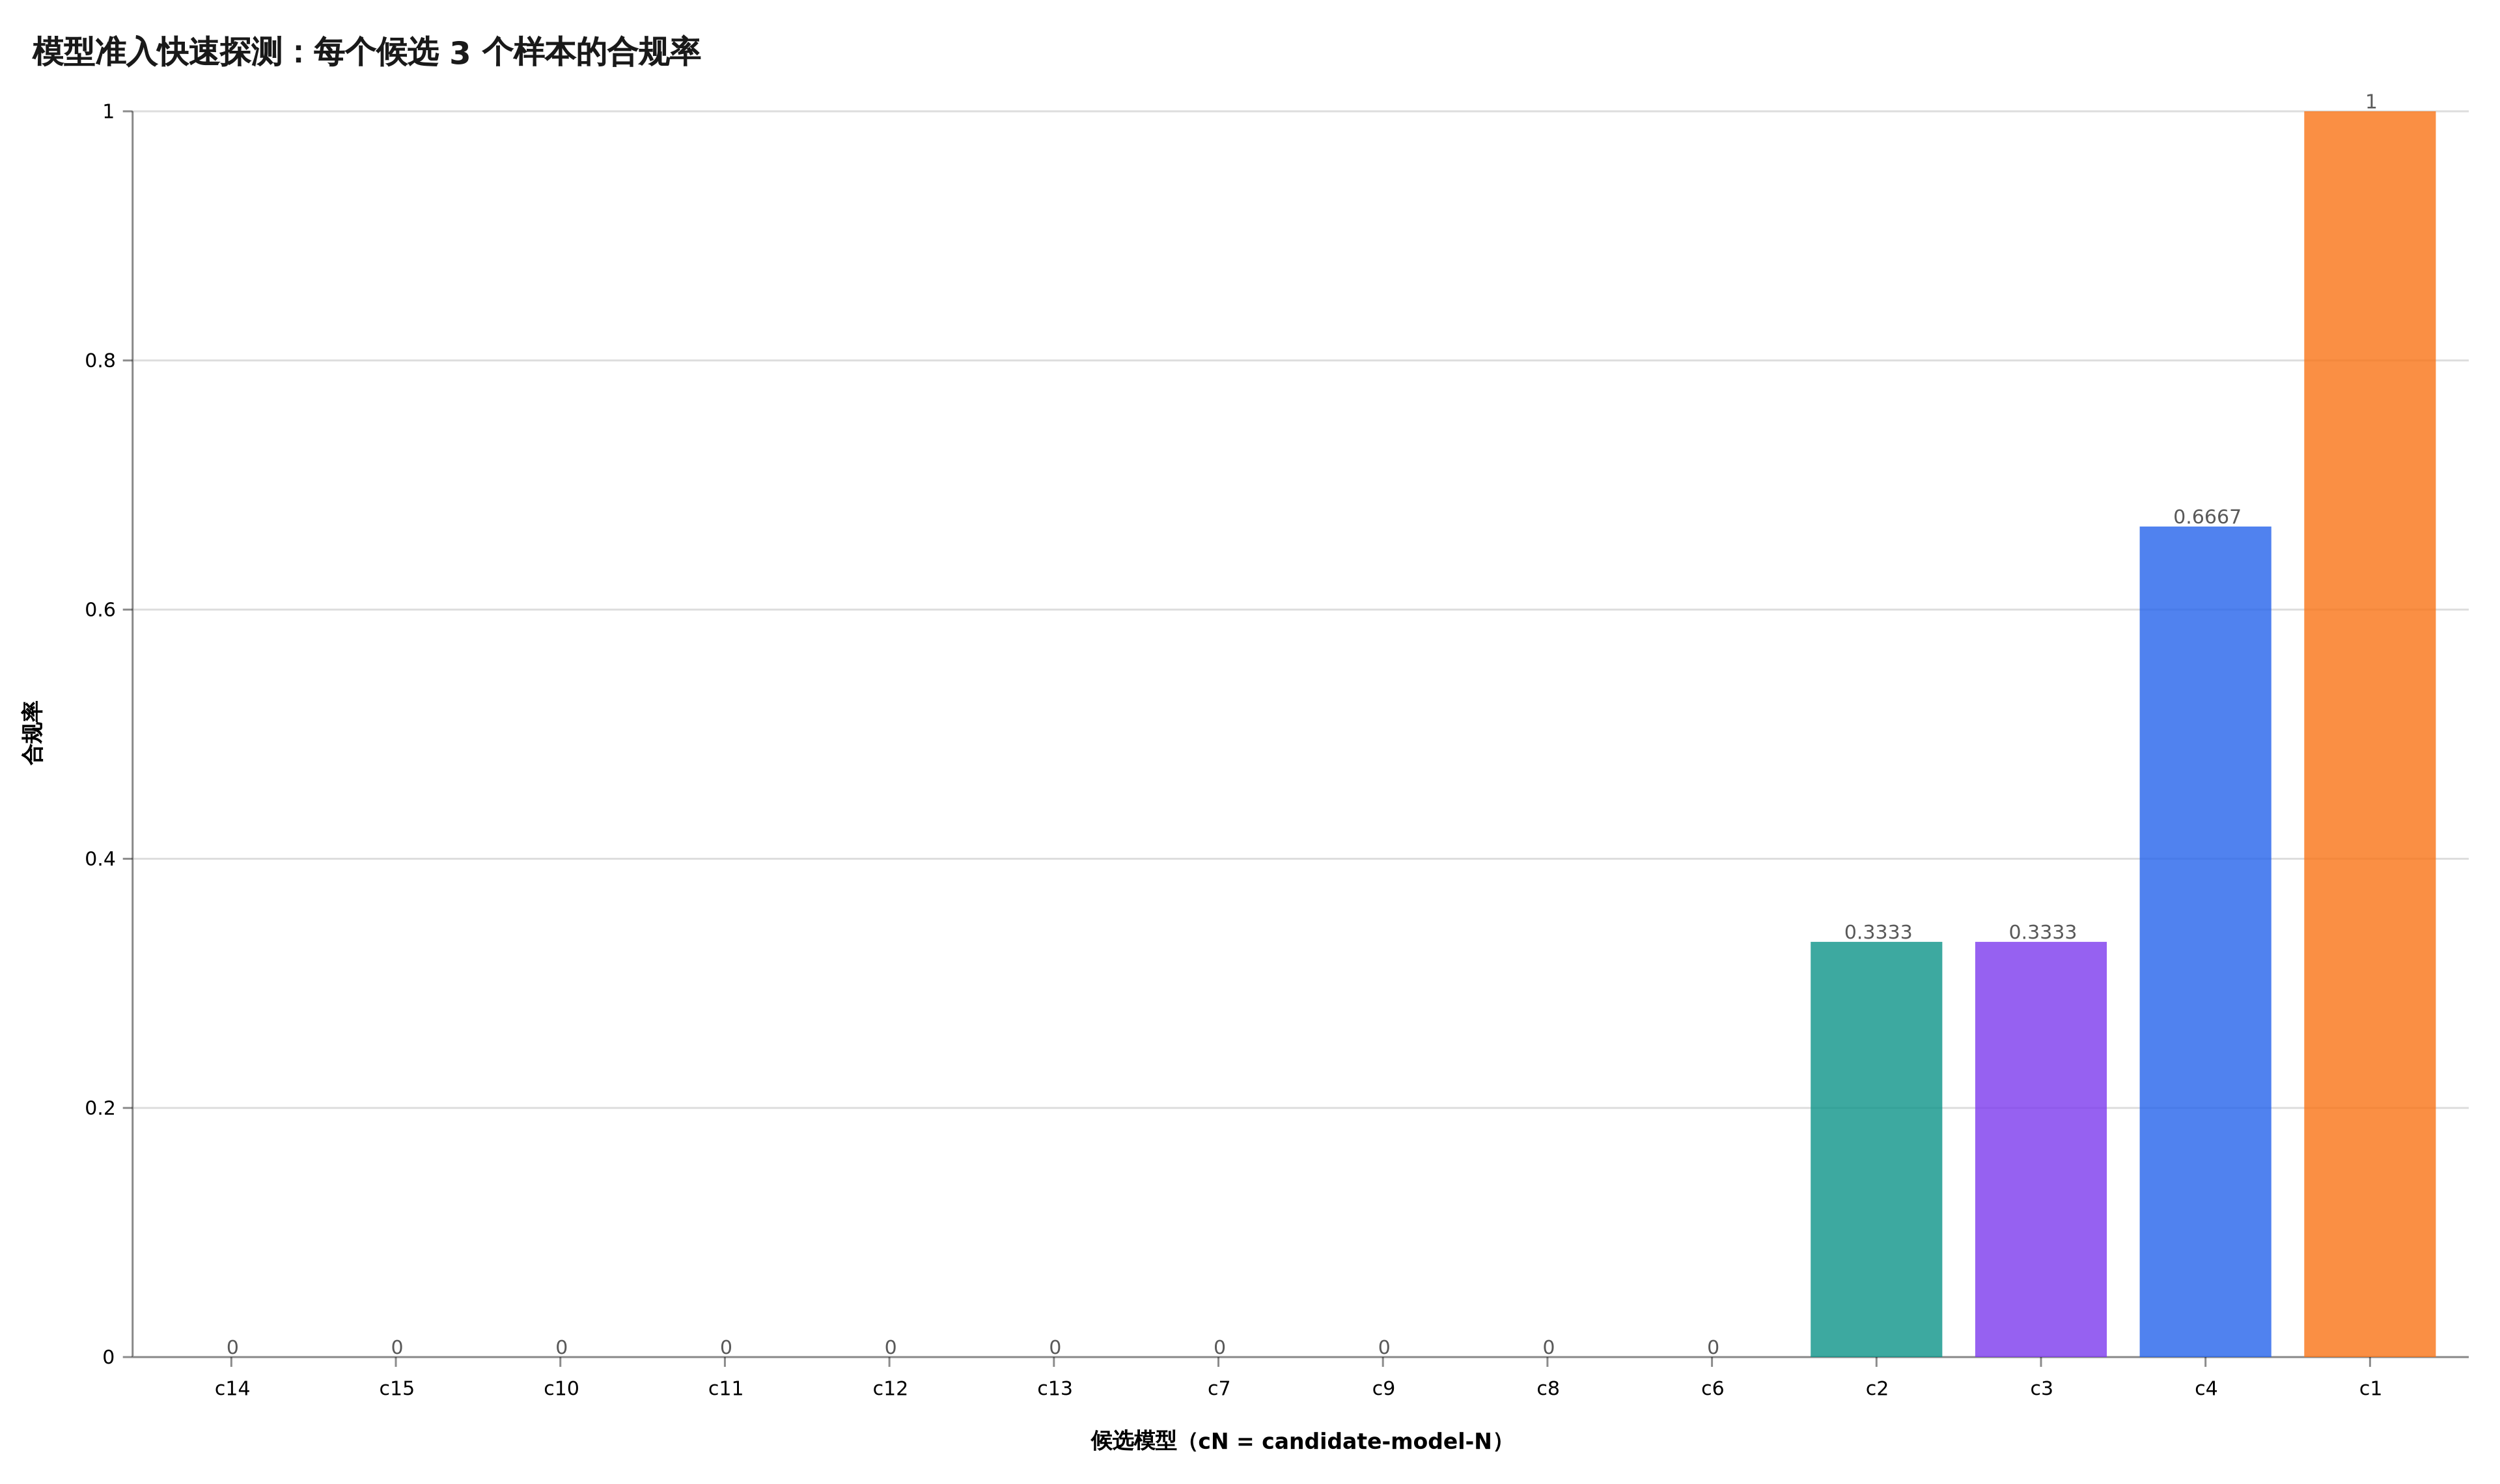 模型准入快速探测：每个候选 3 个样本的合规率
合规率
1
0.8
0.6
0.4
0.2
0
0 0 0 0 0 0 0 0 0 0 0.3333 0.3333 0.6667 1
c14 c15 c10 c11 c12 c13 c7 c9 c8 c6 c2 c3 c4 c1
候选模型（cN = candidate-model-N）